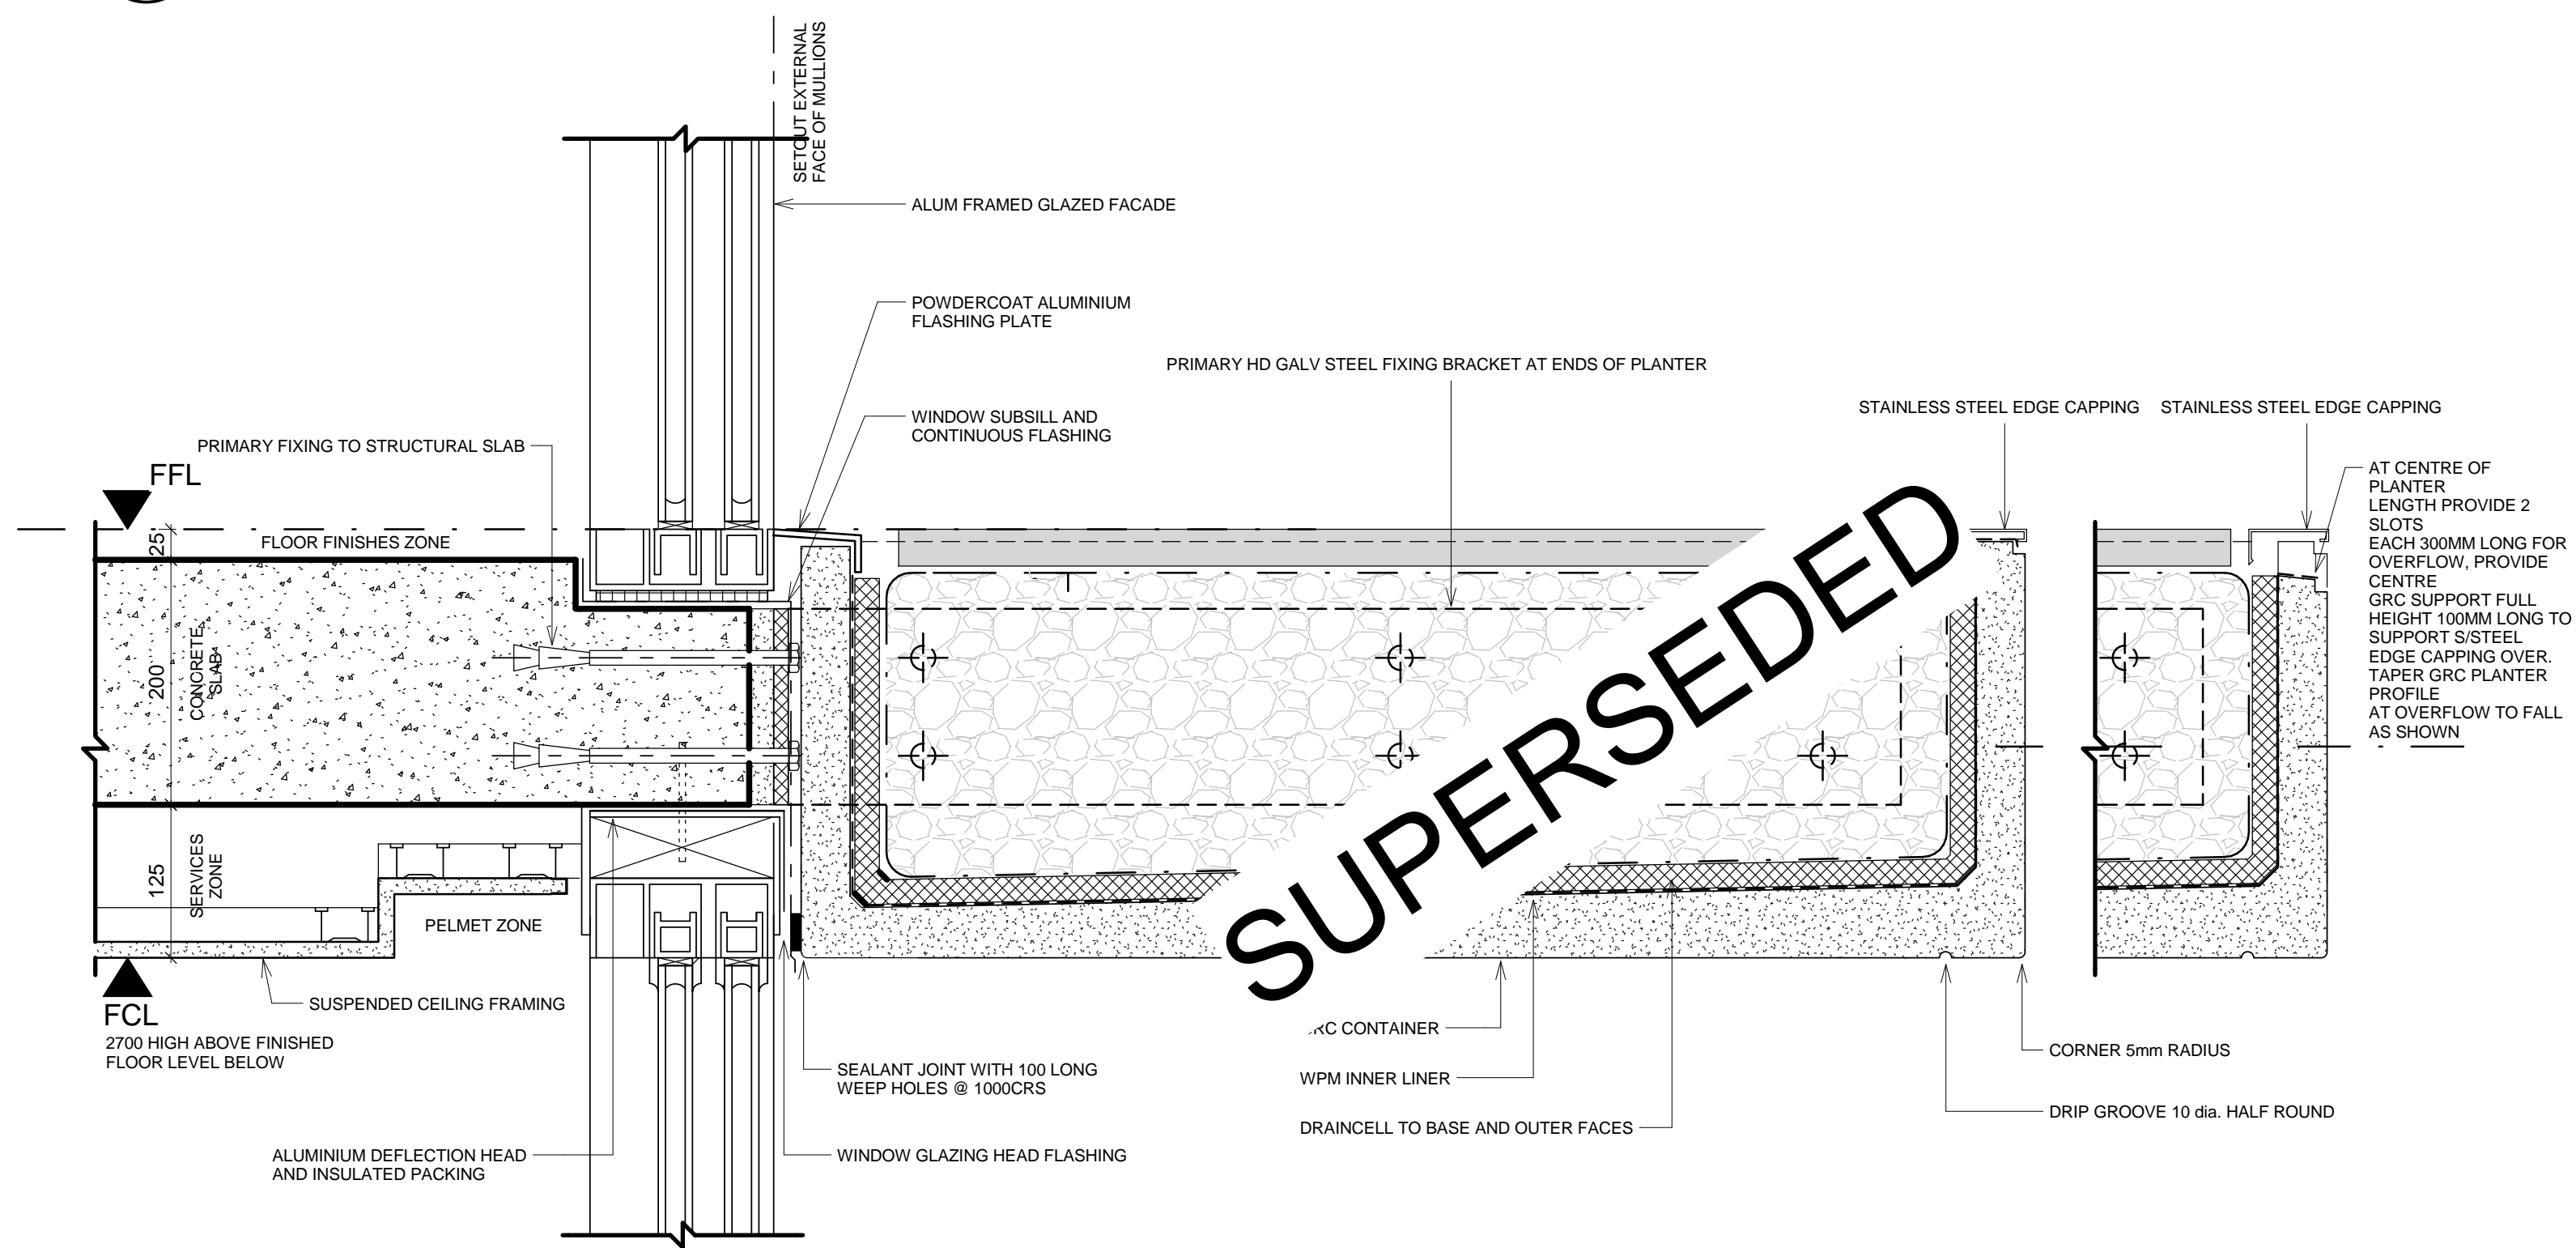 SETOUT EXTERNAL
FACE OF MULLIONS
ALUM FRAMED GLAZED FACADE
POWDERCOAT ALUMINIUM
FLASHING PLATE
PRIMARY HD GALV STEEL FIXING BRACKET AT ENDS OF PLANTER
WINDOW SUBSILL AND
CONTINUOUS FLASHING
STAINLESS STEEL EDGE CAPPING
STAINLESS STEEL EDGE CAPPING
PRIMARY FIXING TO STRUCTURAL SLAB
FFL
AT CENTRE OF
PLANTER
LENGTH PROVIDE 2
SLOTS
EACH 300MM LONG FOR
OVERFLOW, PROVIDE
CENTRE
GRC SUPPORT FULL
HEIGHT 100MM LONG TO
SUPPORT S/STEEL
EDGE CAPPING OVER.
TAPER GRC PLANTER
PROFILE
AT OVERFLOW TO FALL
AS SHOWN
25
FLOOR FINISHES ZONE
200
CONCRETE
SLAB
SUPERSEDED
125
SERVICES
ZONE
PELMET ZONE
SUSPENDED CEILING FRAMING
FCL
2700 HIGH ABOVE FINISHED
FLOOR LEVEL BELOW
SEALANT JOINT WITH 100 LONG
WEEP HOLES @ 1000CRS
RC CONTAINER
WPM INNER LINER
DRAINCELL TO BASE AND OUTER FACES
CORNER 5mm RADIUS
DRIP GROOVE 10 dia. HALF ROUND
ALUMINIUM DEFLECTION HEAD
AND INSULATED PACKING
WINDOW GLAZING HEAD FLASHING